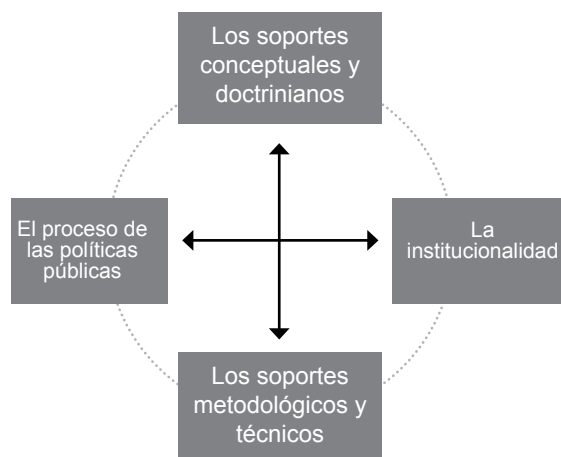 Los soportes
conceptuales y
doctrinianos
El proceso de
las políticas
públicas
La
institucionalidad
Los soportes
metodológicos y
técnicos